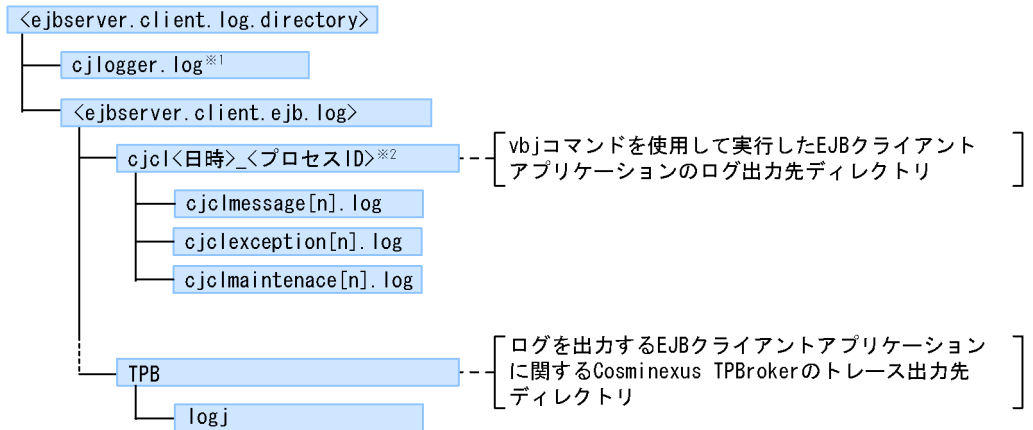 <ejbserver.client.log.directory>
cjlogger.log※1
<ejbserver.client.ejb.log>
cjcl<日時>_<プロセスID>※2
vbjコマンドを使用して実行したEJBクライアント
アプリケーションのログ出力先ディレクトリ
cjclmessage[n].log
cjclexception[n].log
cjclmaintenace[n].log
TPB
ログを出力するEJBクライアントアプリケーション
に関するCosminexus TPBrokerのトレース出力先
ディレクトリ
logj